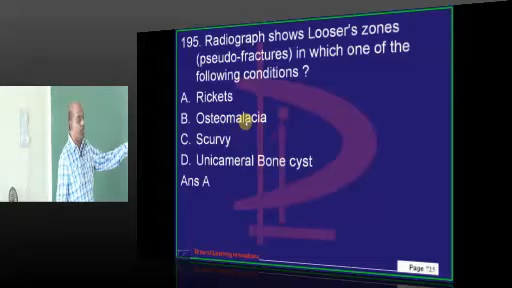 195. Radiograph shows Looser's zones
(pseudo-fractures) in which one of the
following conditions ?
A. Rickets
B. Osteomalacia
C. Scurvy
D. Unicameral Bone cyst
Ans A
Page 725